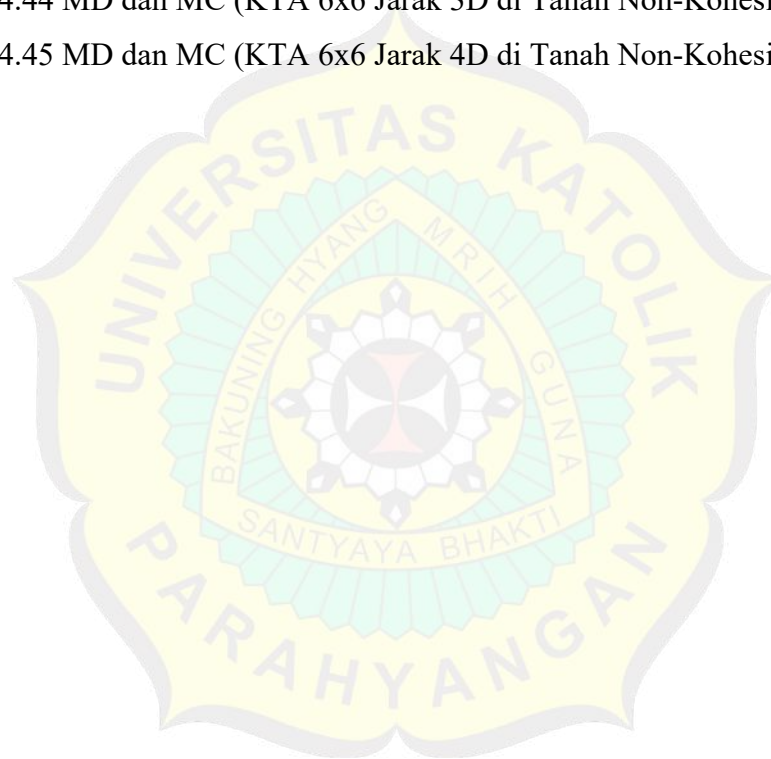 4.44 MD dan MC (KTA 6x6 Jarak 3D di Tanah Non-Kohesi
4.45 MD dan MC (KTA 6x6 Jarak 4D di Tanah Non-Kohesi
UNIVERSITAS KATOLIK
BAKUNING HYANG MRIH GUNA
SANTYAYA BHAKTI
PARAHYANGAN